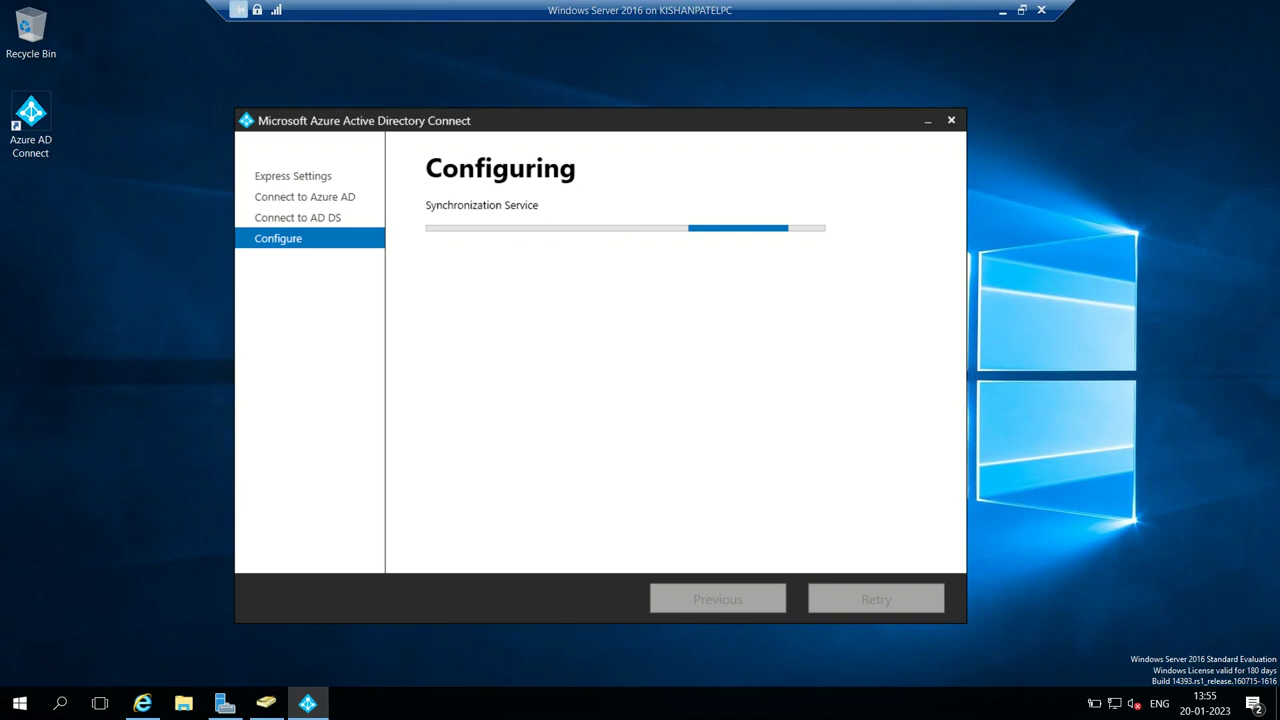 Windows Server 2016 on KISHANPATELPC
Recycle Bin
Azure AD
Connect
Microsoft Azure Active Directory Connect
Express Settings
Connect to Azure AD
Connect to AD DS
Configure
Configuring
Synchronization Service
Previous
Retry
Windows Server 2016 Standard Evaluation
Windows License valid for 180 days
Build 14393.rs1_release.160715-1616
ENG
13:55
20-01-2023
2